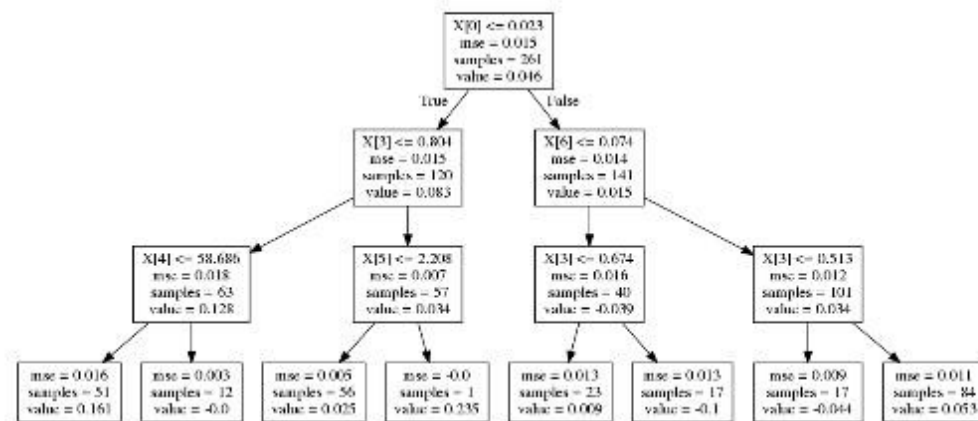 X[0] <= 0.023
mse = 0.015
samples = 261
value = 0.046
True
False
X[3] <= 0.804
mse = 0.015
samples = 120
value = 0.083
X[6] <= 0.074
mse = 0.014
samples = 141
value = 0.015
X[4] <= 58.686
mse = 0.018
samples = 63
value = 0.128
X[5] <= 2.208
mse = 0.007
samples = 57
value = 0.034
X[3] <= 0.674
mse = 0.016
samples = 40
value = -0.039
X[3] <= 0.513
mse = 0.012
samples = 101
value = 0.034
mse = 0.016
samples = 51
value = 0.161
mse = 0.003
samples = 12
value = -0.0
mse = 0.005
samples = 56
value = 0.025
mse = -0.0
samples = 1
value = 0.235
mse = 0.013
samples = 23
value = 0.009
mse = 0.013
samples = 17
value = -0.1
mse = 0.009
samples = 17
value = -0.044
mse = 0.011
samples = 84
value = 0.053